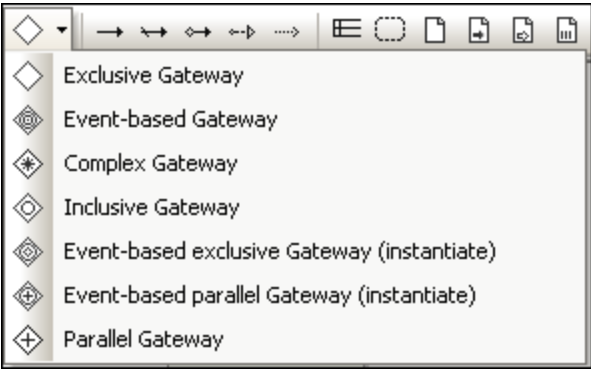 Exclusive Gateway
Event-based Gateway
Complex Gateway
Inclusive Gateway
Event-based exclusive Gateway (instantiate)
Event-based parallel Gateway (instantiate)
Parallel Gateway